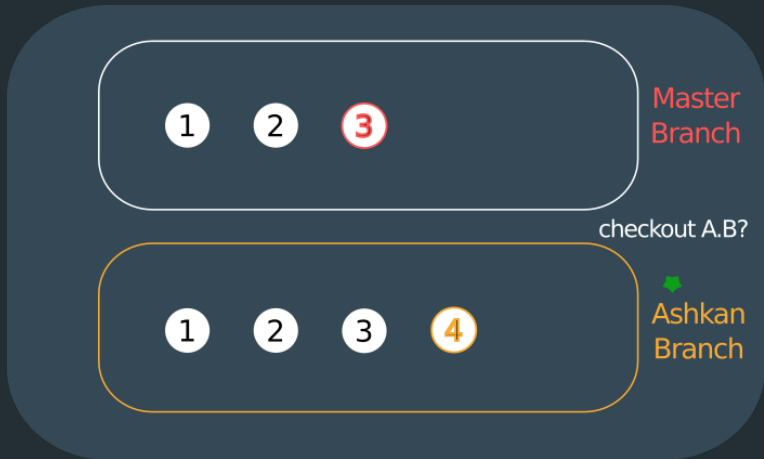 1 2 3
Master
Branch
checkout A.B?
1 2 3 4
Ashkan
Branch